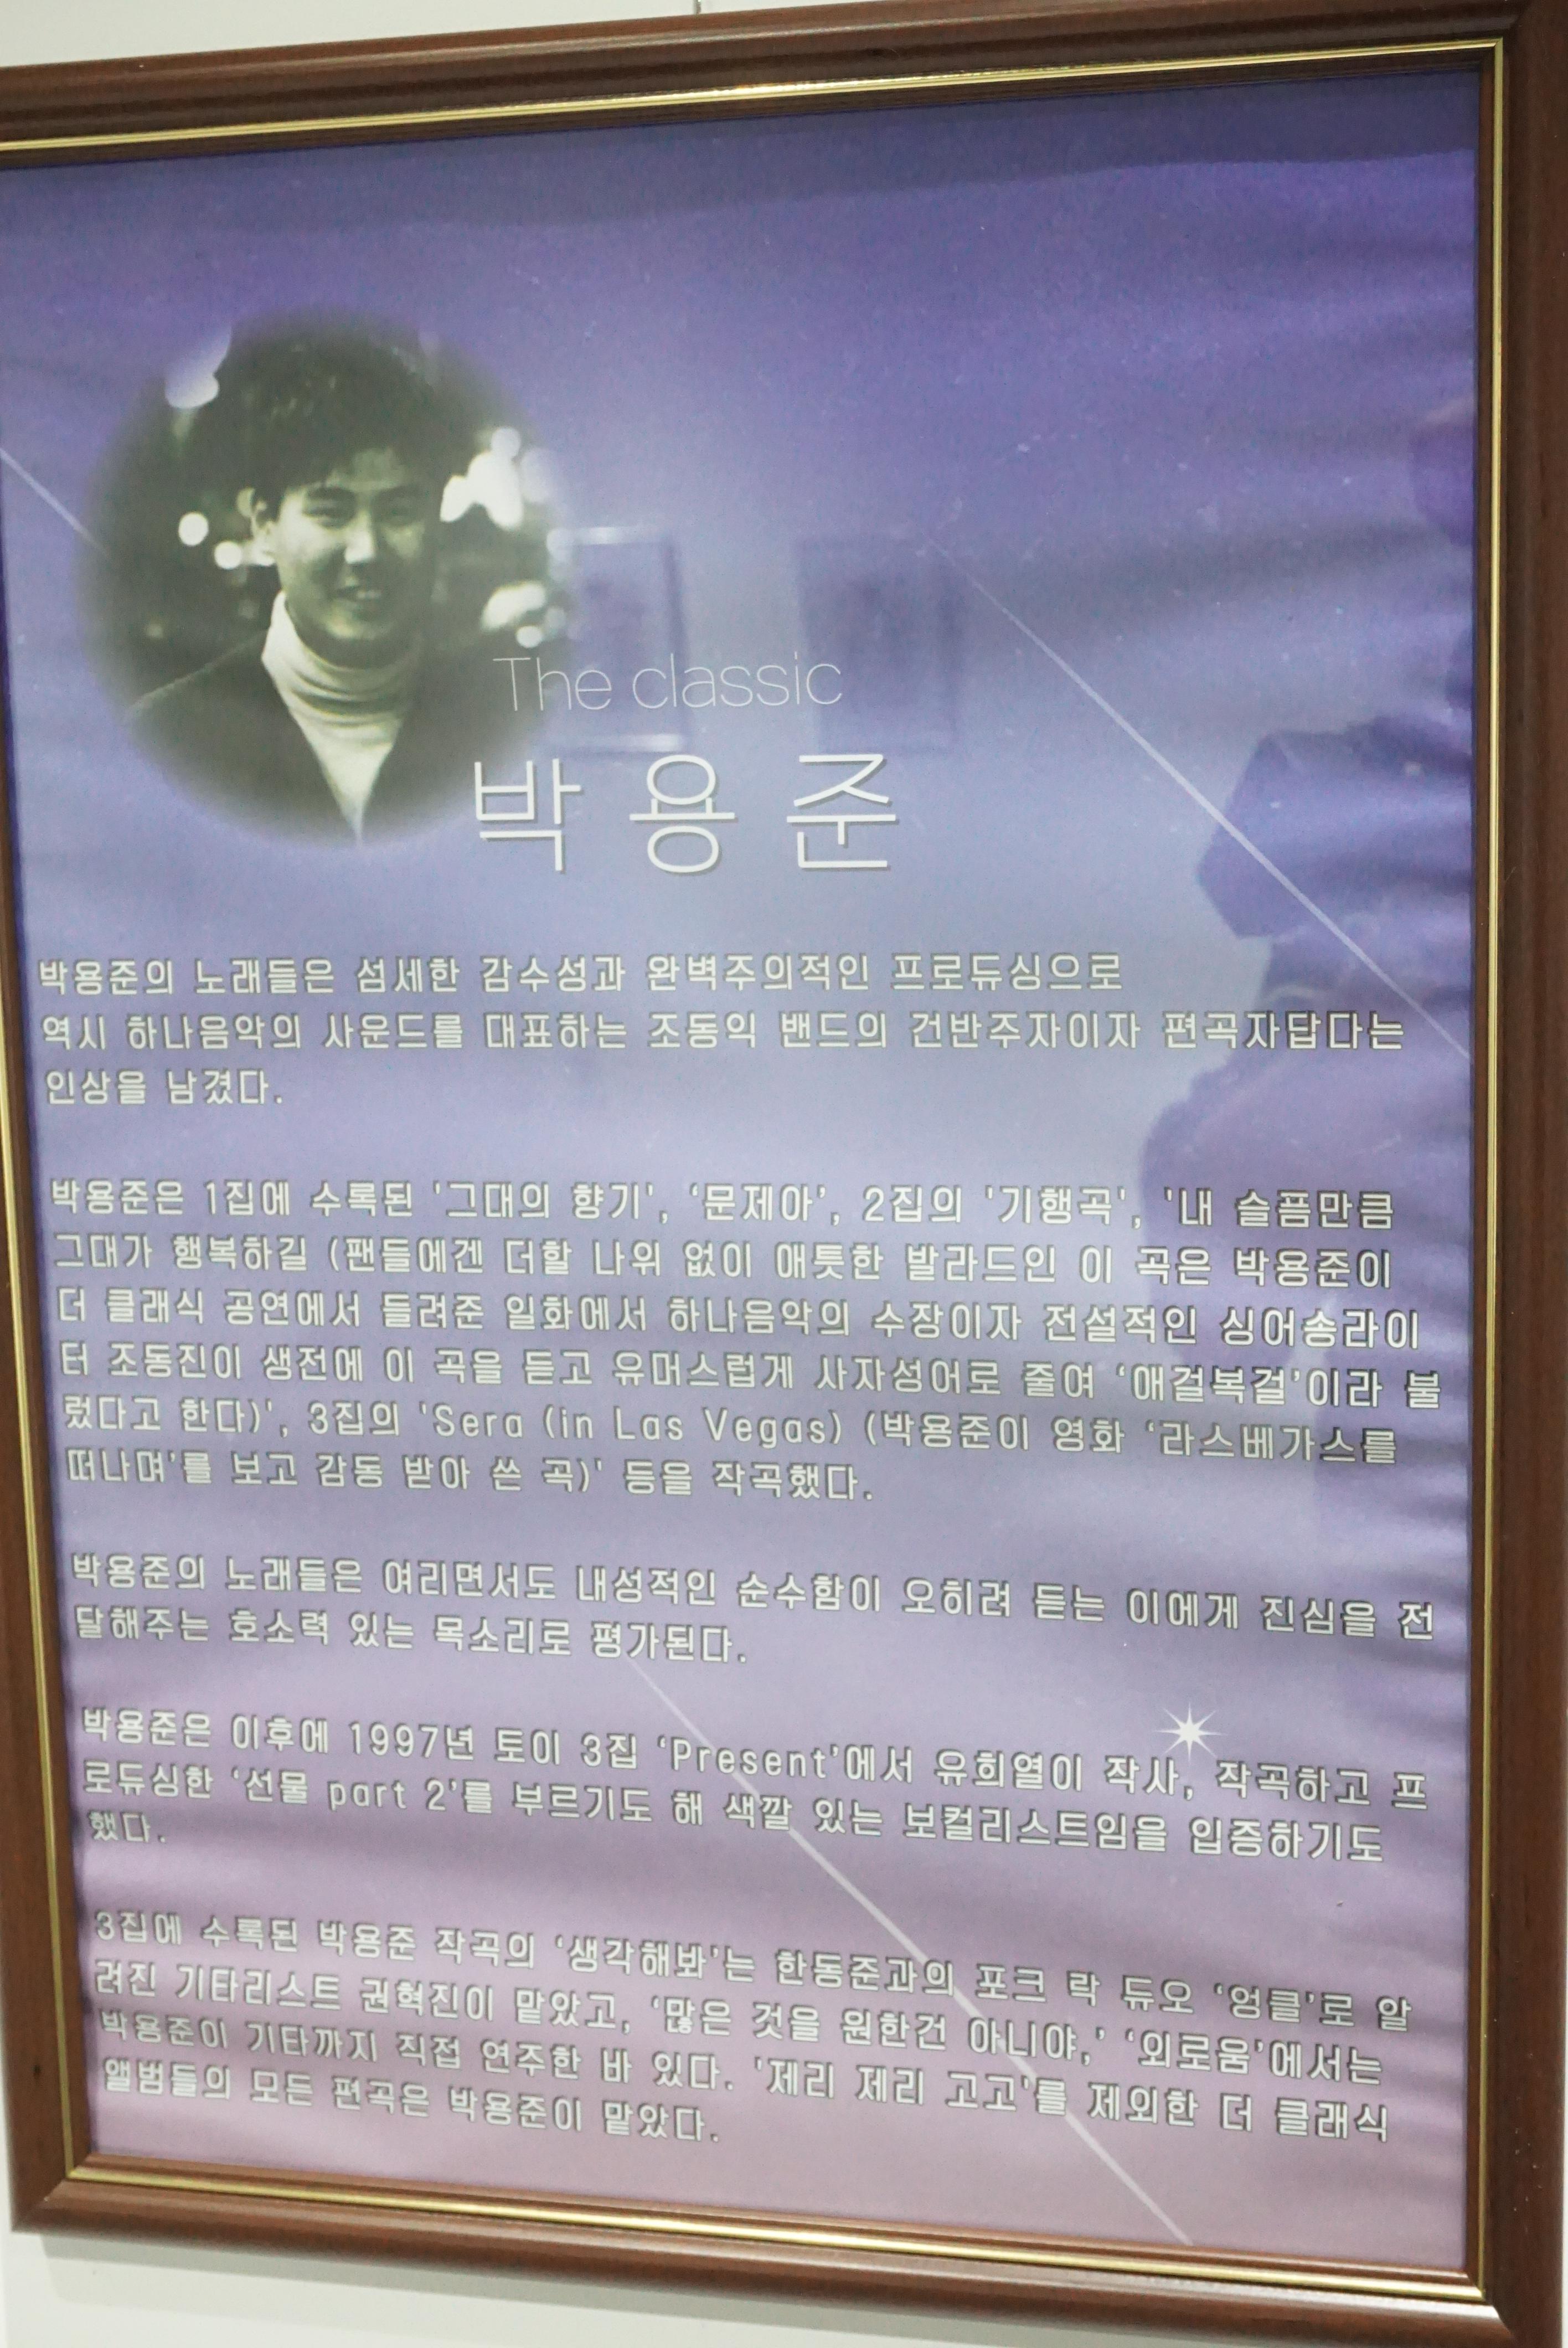 The classic
박용준
박용준의 노래들은 섬세한 감수성과 완벽주의적인 프로듀싱으로
역시 하나음악의 사운드를 대표하는 조동익 밴드의 건반주자이자 편곡자답다는
인상을 남겼다.
박용준은 1집에 수록된 '그대의 향기', ‘문제아’, 2집의 '기행곡', '내 슬픔만큼
그대가 행복하길 (팬들에겐 더할 나위 없이 애틋한 발라드인 이 곡은 박용준이
더 클래식 공연에서 들려준 일화에서 하나음악의 수장이자 전설적인 싱어송라이
터 조동진이 생전에 이 곡을 듣고 유머스럽게 사자성어로 줄여 ‘애걸복걸’이라 불
렀다고 한다)', 3집의 'Sera (in Las Vegas) (박용준이 영화 ‘라스베가스를
떠나며’를 보고 감동 받아 쓴 곡)' 등을 작곡했다.
박용준의 노래들은 여리면서도 내성적인 순수함이 오히려 듣는 이에게 진심을 전
달해주는 호소력 있는 목소리로 평가된다.
박용준은 이후에 1997년 토이 3집 ‘Present’에서 유희열이 작사, 작곡하고 프
로듀싱한 ‘선물 part 2’를 부르기도 해 색깔 있는 보컬리스트임을 입증하기도
했다.
3집에 수록된 박용준 작곡의 ‘생각해봐’는 한동준과의 포크 락 듀오 ‘엉클’로 알
려진 기타리스트 권혁진이 맡았고, ‘많은 것을 원한건 아니야,’ ‘외로움’에서는
박용준이 기타까지 직접 연주한 바 있다. '제리 제리 고고'를 제외한 더 클래식
앨범들의 모든 편곡은 박용준이 맡았다.